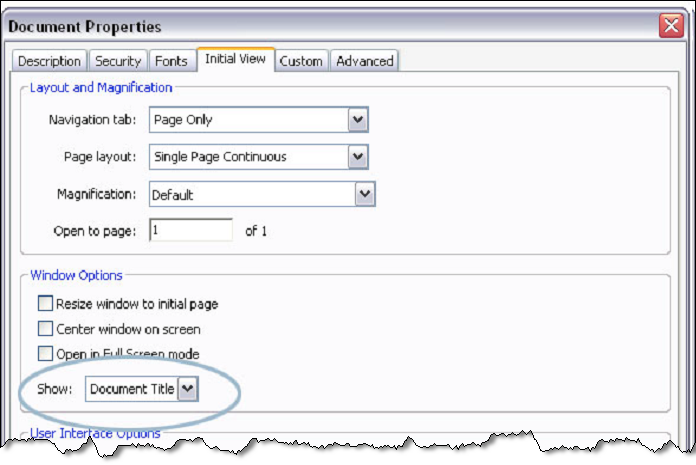 Document Properties
Description Security Fonts Initial View Custom Advanced
Layout and Magnification
Navigation tab: Page Only
Page layout: Single Page Continuous
Magnification: Default
Open to page: 1 of 1
Window Options
Resize window to initial page
Center window on screen
Open in Full Screen mode
Show: Document Title
User Interface Options